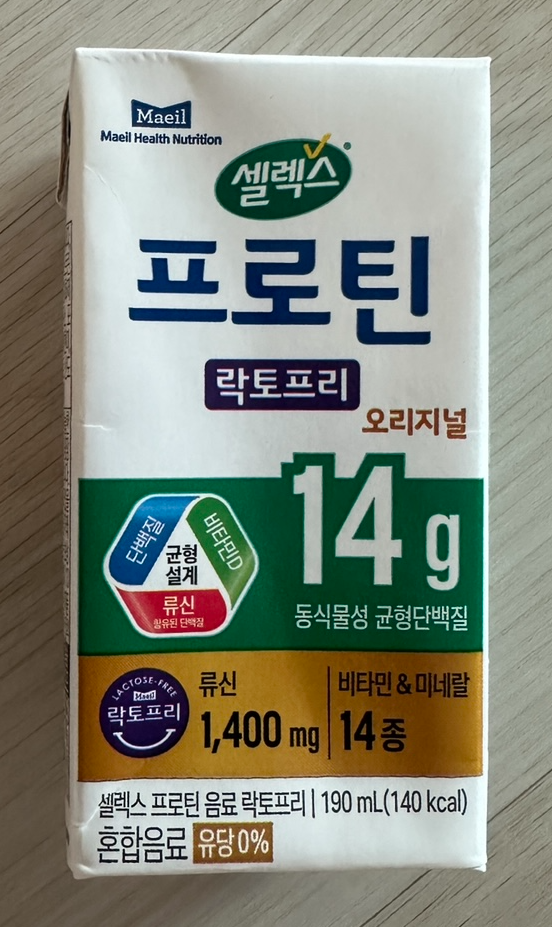 Maeil
Maeil Health Nutrition
셀렉스®
프로틴
락토프리
오리지널
14 g
동식물성 균형단백질
단백질
비타민D
균형
설계
류신
함유된 단백질
LACTOSE-FREE
Maeil
락토프리
류신
1,400 mg
비타민 & 미네랄
14종
셀렉스 프로틴 음료 락토프리 | 190 mL(140 kcal)
혼합음료 유당 0%